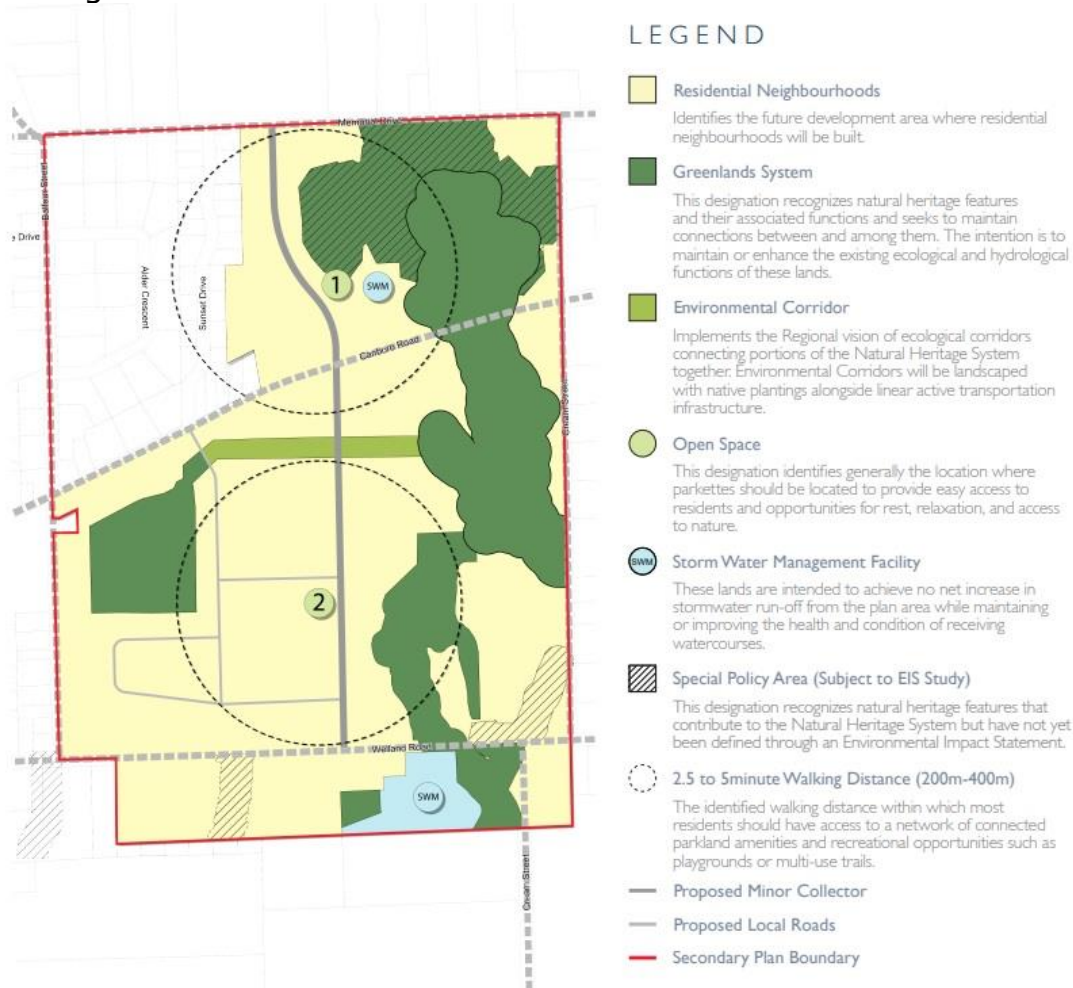 Memorial Drive
Balfour Street
e Drive
Alder Crescent
Sunset Drive
1
SWM
Canboro Road
Cream Street
2
Welland Road
SWM
Cream Street
LEGEND
Residential Neighbourhoods
Identifies the future development area where residential
neighbourhoods will be built.
Greenlands System
This designation recognizes natural heritage features
and their associated functions and seeks to maintain
connections between and among them. The intention is to
maintain or enhance the existing ecological and hydrological
functions of these lands.
Environmental Corridor
Implements the Regional vision of ecological corridors
connecting portions of the Natural Heritage System
together. Environmental Corridors will be landscaped
with native plantings alongside linear active transportation
infrastructure.
Open Space
This designation identifies generally the location where
parkettes should be located to provide easy access to
residents and opportunities for rest, relaxation, and access
to nature.
SWM
Storm Water Management Facility
These lands are intended to achieve no net increase in
stormwater run-off from the plan area while maintaining
or improving the health and condition of receiving
watercourses.
Special Policy Area (Subject to EIS Study)
This designation recognizes natural heritage features that
contribute to the Natural Heritage System but have not yet
been defined through an Environmental Impact Statement.
2.5 to 5minute Walking Distance (200m-400m)
The identified walking distance within which most
residents should have access to a network of connected
parkland amenities and recreational opportunities such as
playgrounds or multi-use trails.
Proposed Minor Collector
Proposed Local Roads
Secondary Plan Boundary